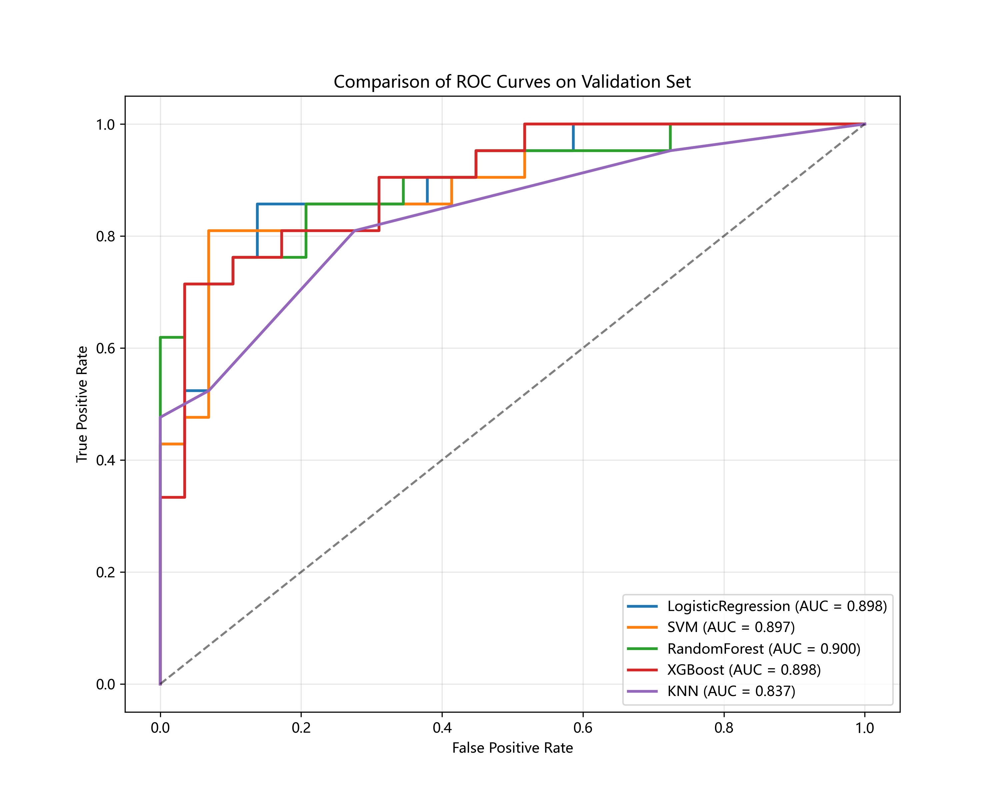 Comparison of ROC Curves on Validation Set
1.0
0.8
0.6
0.4
0.2
0.0
True Positive Rate
0.0 0.2 0.4 0.6 0.8 1.0
False Positive Rate
LogisticRegression (AUC = 0.898)
SVM (AUC = 0.897)
RandomForest (AUC = 0.900)
XGBoost (AUC = 0.898)
KNN (AUC = 0.837)